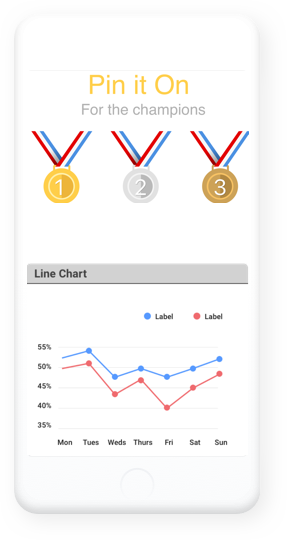 Pin it On
For the champions
1 2 3
Line Chart
Label Label
55%
50%
45%
40%
35%
Mon Tues Weds Thurs Fri Sat Sun